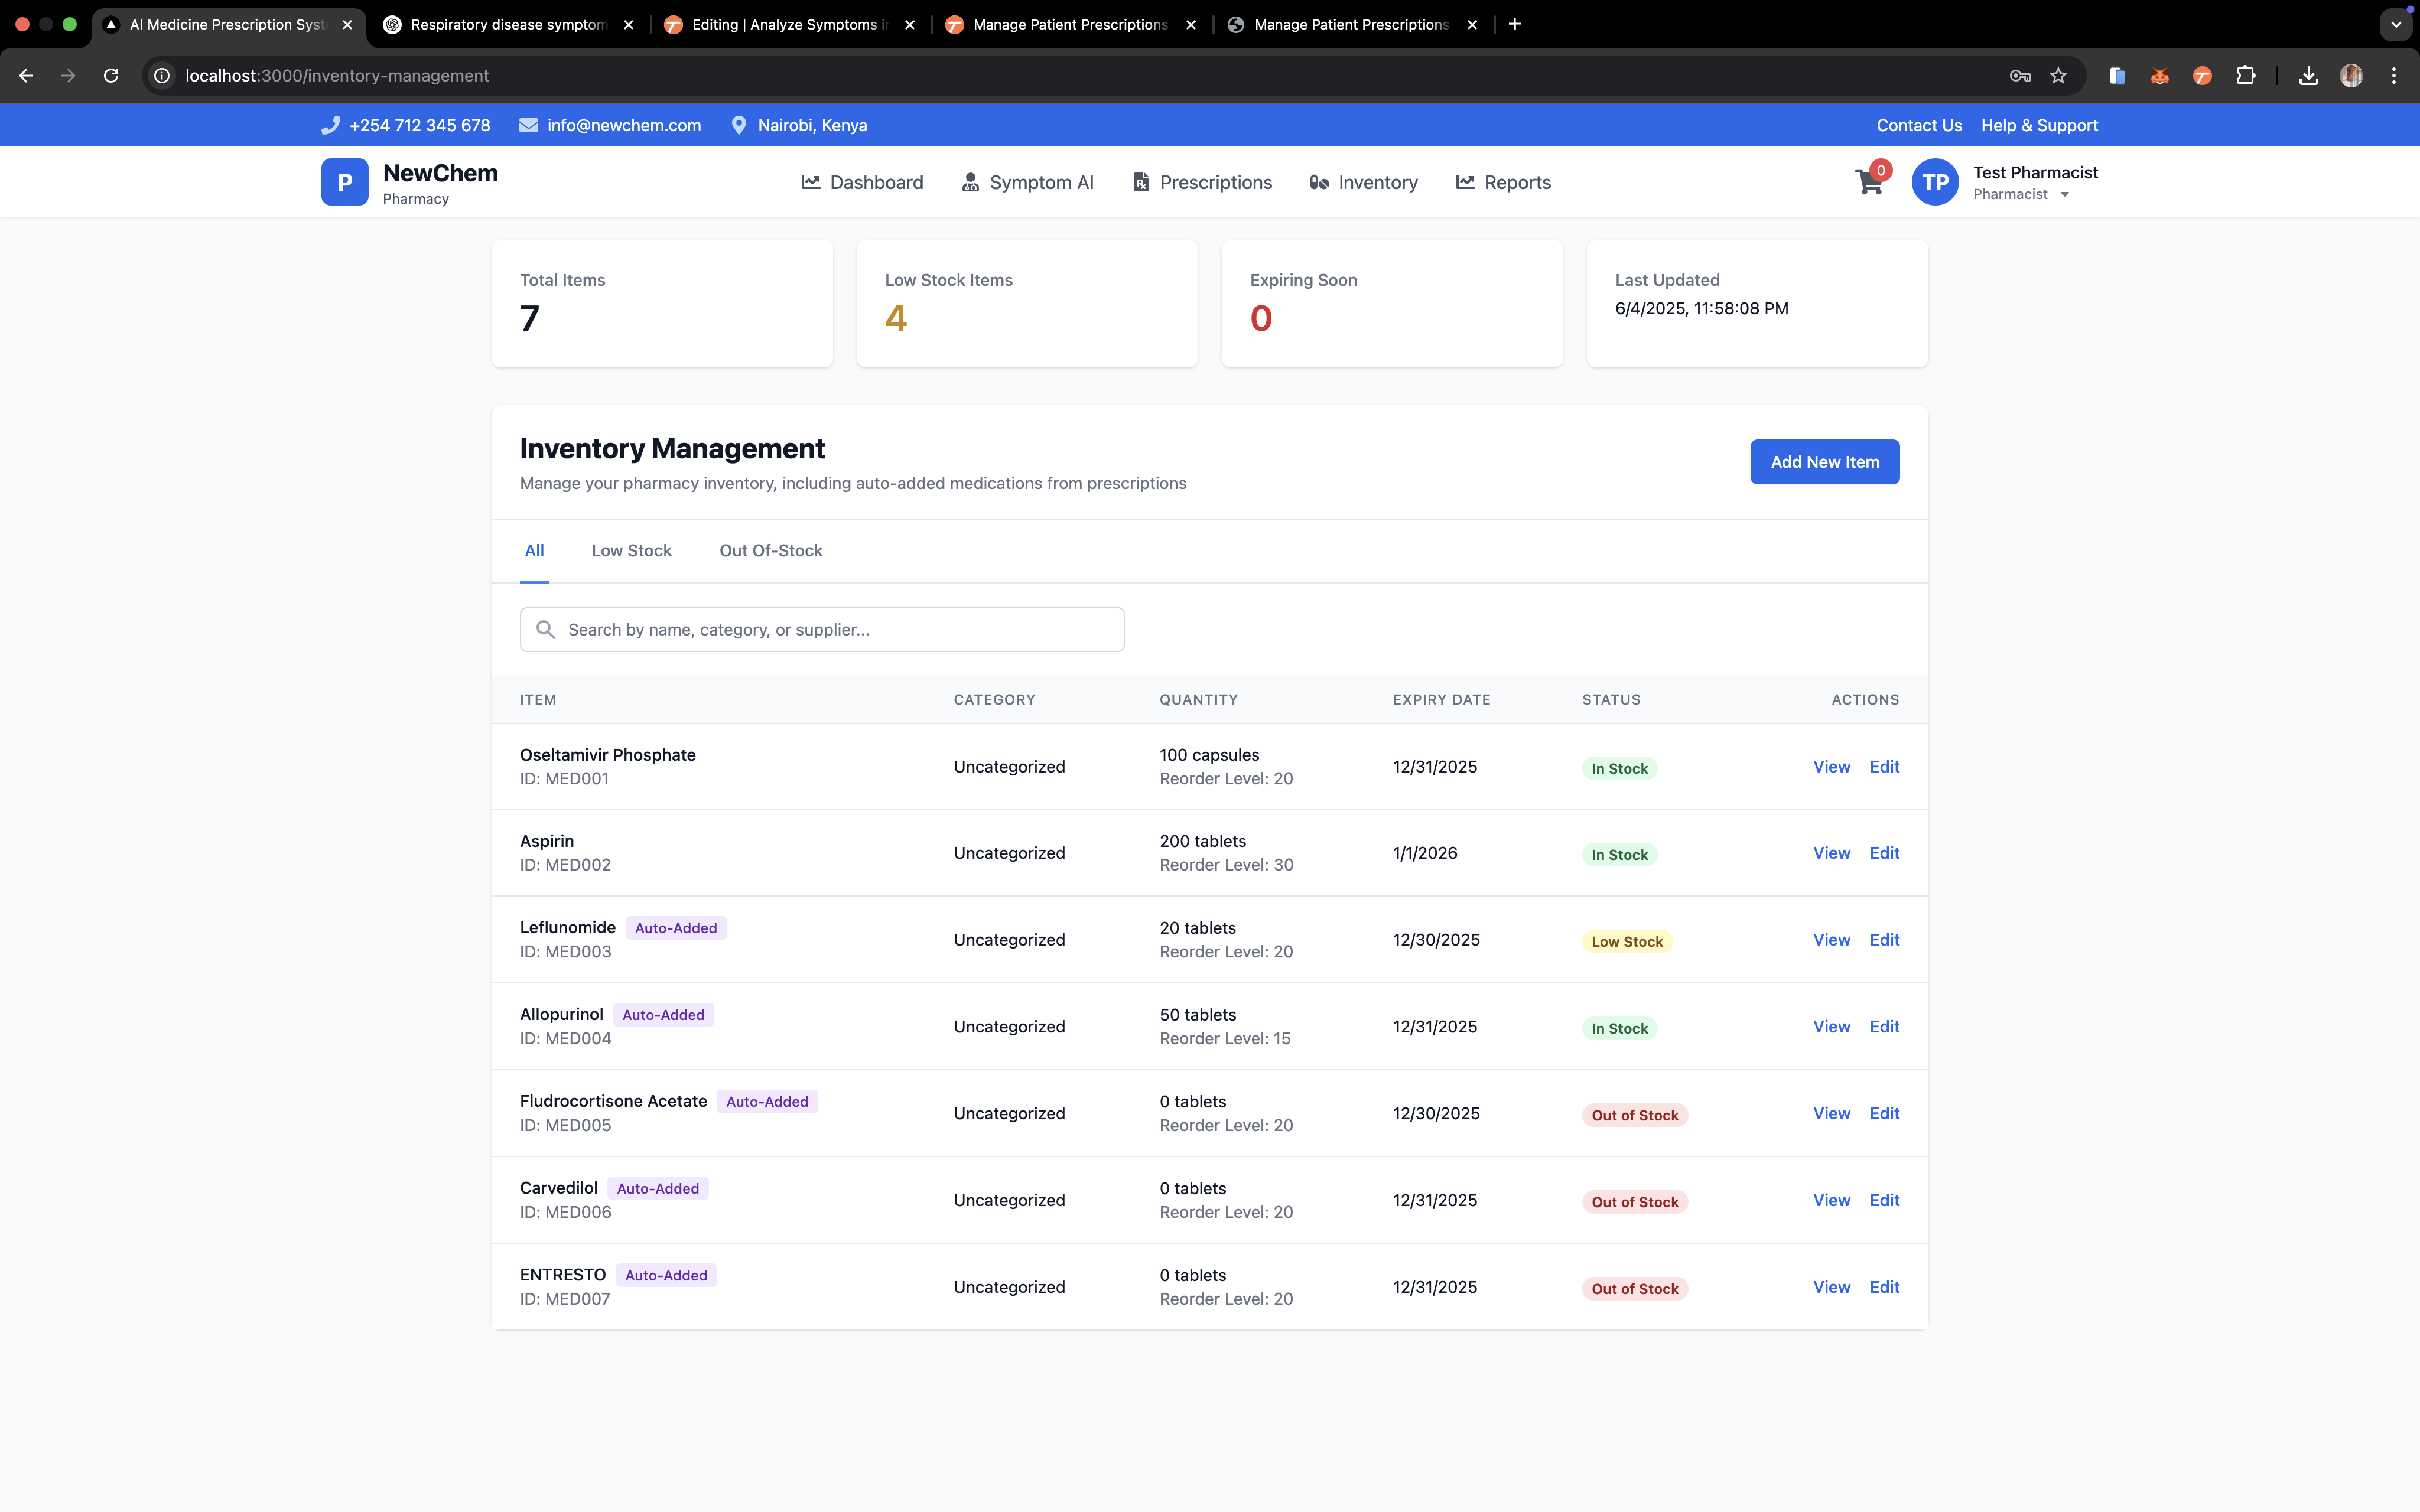 AI Medicine Prescription Syst
Respiratory disease symptom
Editing | Analyze Symptoms in
Manage Patient Prescriptions
Manage Patient Prescriptions
localhost:3000/inventory-management
+254 712 345 678
info@newchem.com
Nairobi, Kenya
Contact Us
Help & Support
P
NewChem
Pharmacy
Dashboard
Symptom AI
Prescriptions
Inventory
Reports
0
TP
Test Pharmacist
Pharmacist
Total Items
7
Low Stock Items
4
Expiring Soon
0
Last Updated
6/4/2025, 11:58:08 PM
Inventory Management
Manage your pharmacy inventory, including auto-added medications from prescriptions
Add New Item
All
Low Stock
Out Of-Stock
Search by name, category, or supplier...
ITEM CATEGORY QUANTITY EXPIRY DATE STATUS ACTIONS
Oseltamivir Phosphate
ID: MED001
Uncategorized
100 capsules
Reorder Level: 20
12/31/2025
In Stock
View Edit
Aspirin
ID: MED002
Uncategorized
200 tablets
Reorder Level: 30
1/1/2026
In Stock
View Edit
Leflunomide Auto-Added
ID: MED003
Uncategorized
20 tablets
Reorder Level: 20
12/30/2025
Low Stock
View Edit
Allopurinol Auto-Added
ID: MED004
Uncategorized
50 tablets
Reorder Level: 15
12/31/2025
In Stock
View Edit
Fludrocortisone Acetate Auto-Added
ID: MED005
Uncategorized
0 tablets
Reorder Level: 20
12/30/2025
Out of Stock
View Edit
Carvedilol Auto-Added
ID: MED006
Uncategorized
0 tablets
Reorder Level: 20
12/31/2025
Out of Stock
View Edit
ENTRESTO Auto-Added
ID: MED007
Uncategorized
0 tablets
Reorder Level: 20
12/31/2025
Out of Stock
View Edit